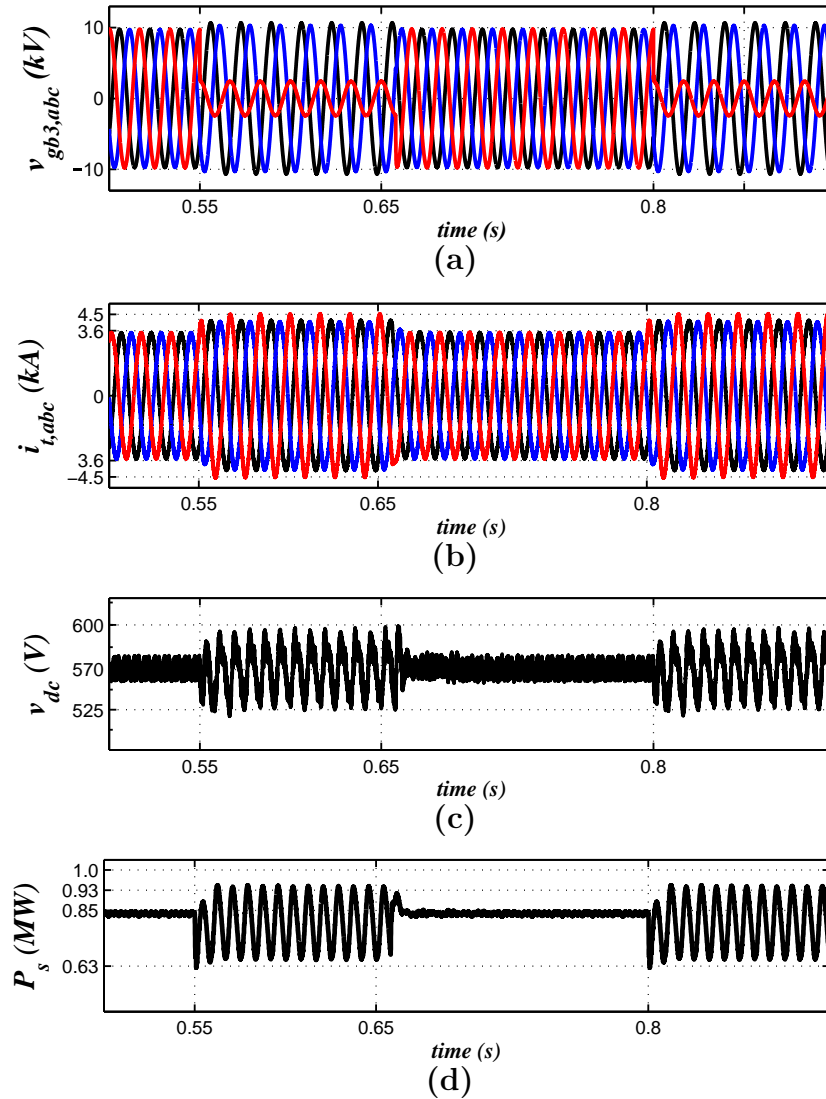 v_gb3,abc (kV)
10
0
−10
0.55 0.65 0.8
time (s)
(a)
i_t,abc (kA)
4.5
3.6
0
3.6
−4.5
0.55 0.65 0.8
time (s)
(b)
v_dc (V)
600
570
525
0.55 0.65 0.8
time (s)
(c)
P_s (MW)
1.0
0.93
0.85
0.63
0.55 0.65 0.8
time (s)
(d)